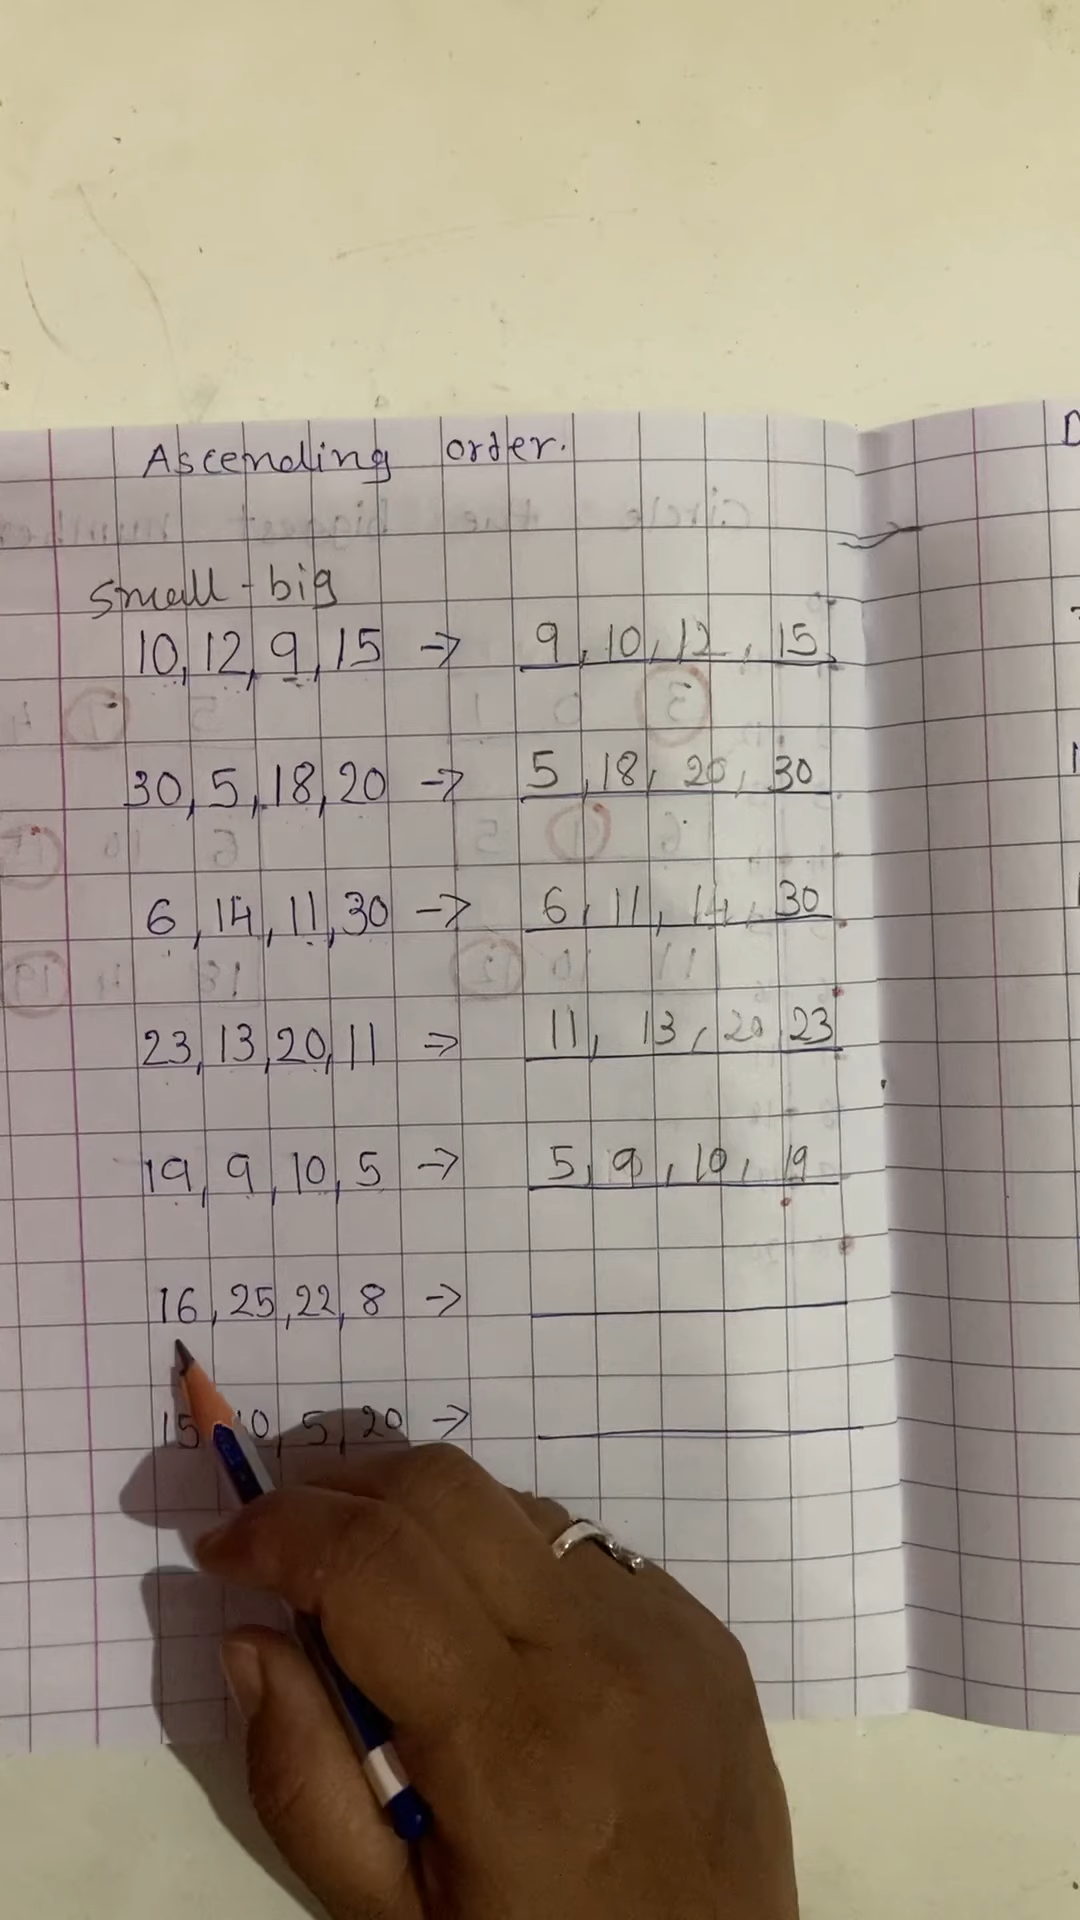 Ascending order.
Small - big
10, 12, 9, 15 → 9, 10, 12, 15
30, 5, 18, 20 → 5, 18, 20, 30
6, 14, 11, 30 → 6, 11, 14, 30
23, 13, 20, 11 → 11, 13, 20, 23
19, 9, 10, 5 → 5, 9, 10, 19
16, 25, 22, 8 →
15, 10, 5, 20 →